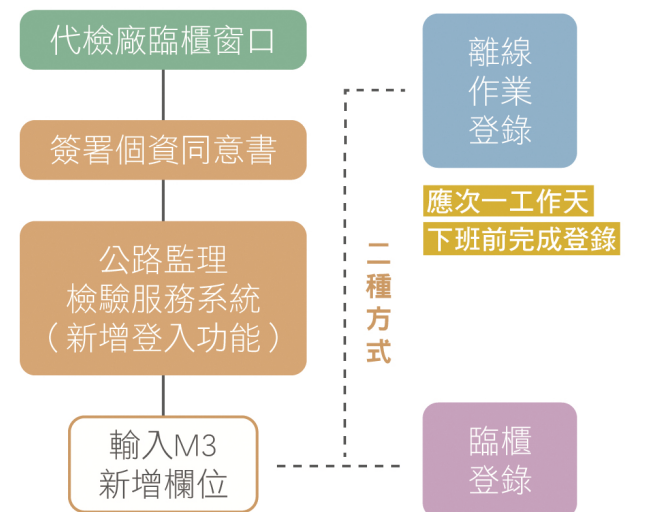 代檢廠臨櫃窗口
簽署個資同意書
公路監理
檢驗服務系統
（新增登入功能）
輸入M3
新增欄位
二種方式
離線
作業
登錄
應次一工作天
下班前完成登錄
臨櫃
登錄